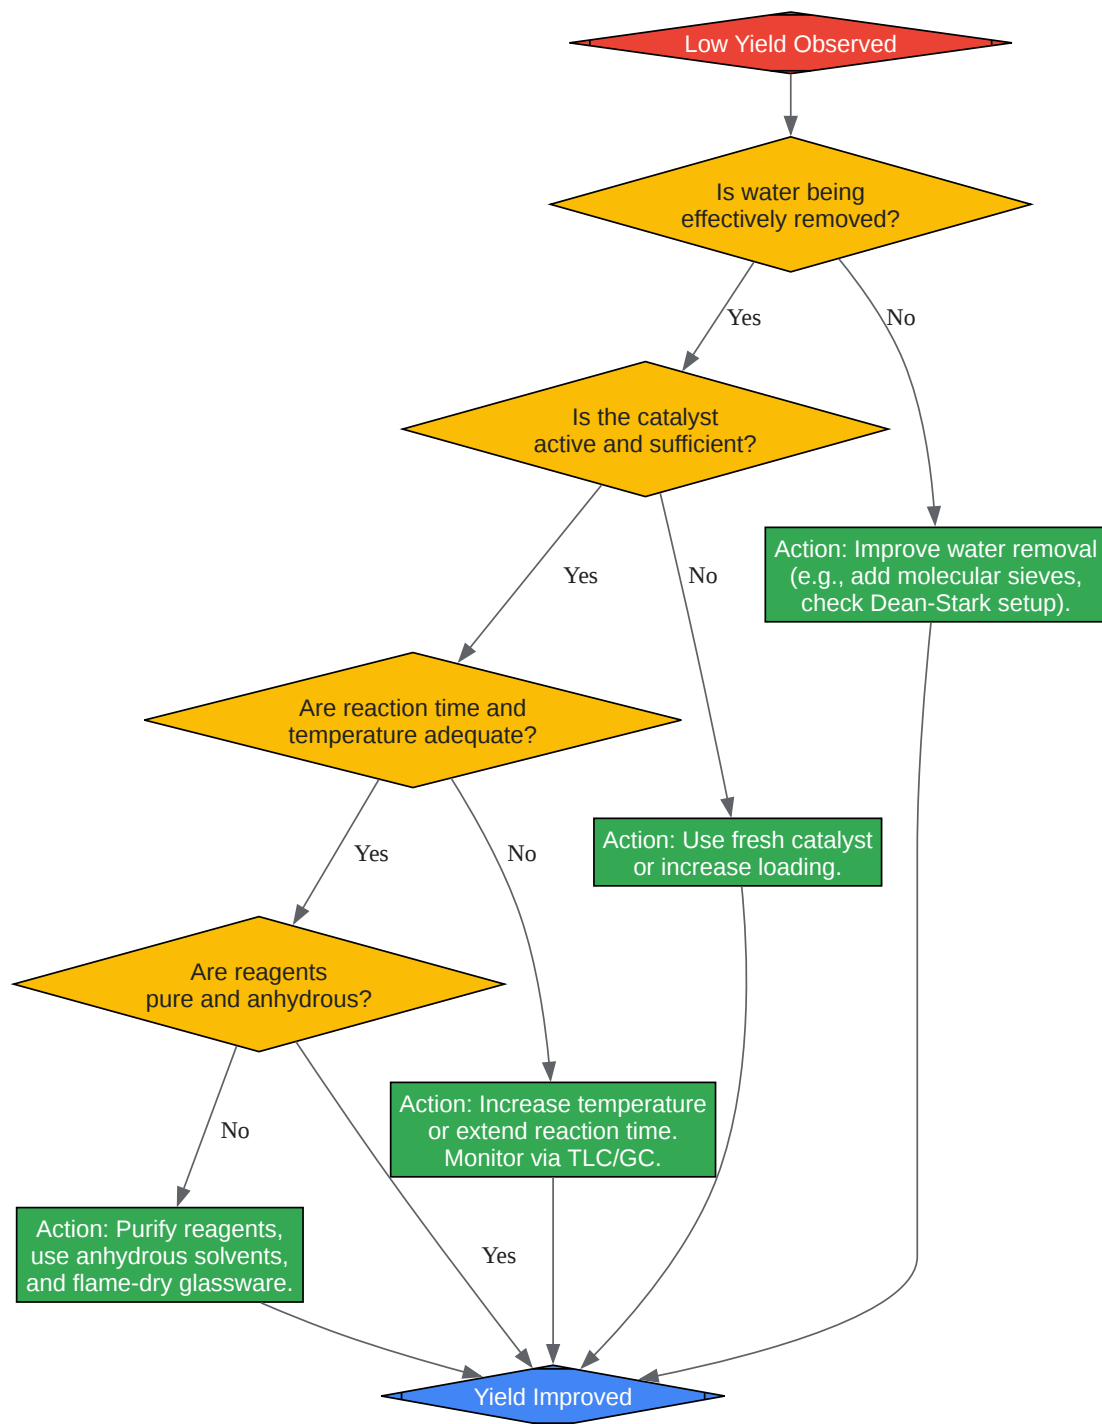 Low Yield Observed
Is water being
effectively removed?
Yes
No
Is the catalyst
active and sufficient?
Yes
No
Action: Improve water removal
(e.g., add molecular sieves,
check Dean-Stark setup).
Are reaction time and
temperature adequate?
Yes
No
Action: Use fresh catalyst
or increase loading.
Are reagents
pure and anhydrous?
No
Yes
Action: Increase temperature
or extend reaction time.
Monitor via TLC/GC.
Action: Purify reagents,
use anhydrous solvents,
and flame-dry glassware.
Yield Improved